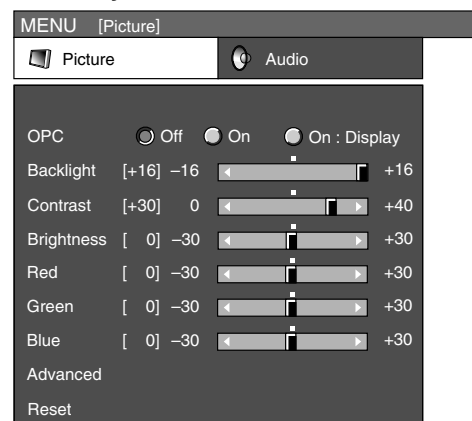 MENU [Picture]
Picture Audio
OPC Off On On : Display
Backlight [+16] –16 +16
Contrast [+30] 0 +40
Brightness [ 0] –30 +30
Red [ 0] –30 +30
Green [ 0] –30 +30
Blue [ 0] –30 +30
Advanced
Reset